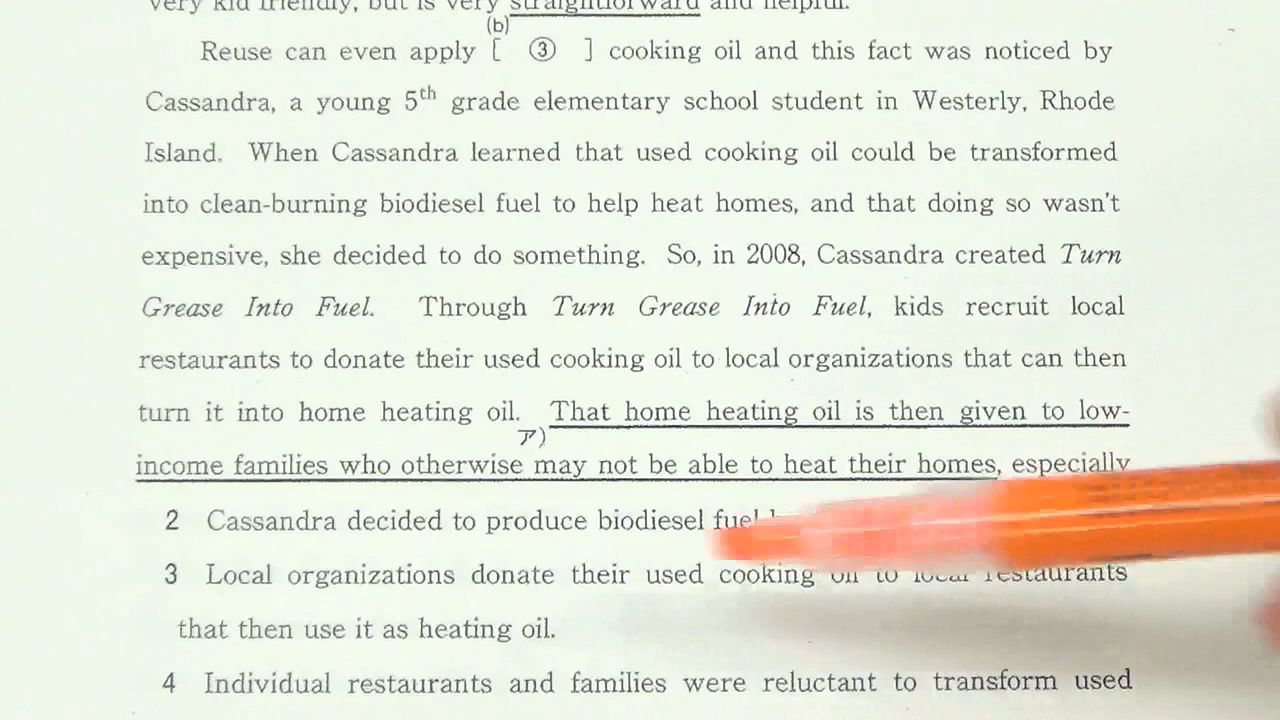 very kid friendly, but is very straightforward and helpful.
(b)
Reuse can even apply [ ③ ] cooking oil and this fact was noticed by
Cassandra, a young 5th grade elementary school student in Westerly, Rhode
Island. When Cassandra learned that used cooking oil could be transformed
into clean-burning biodiesel fuel to help heat homes, and that doing so wasn't
expensive, she decided to do something. So, in 2008, Cassandra created Turn
Grease Into Fuel. Through Turn Grease Into Fuel, kids recruit local
restaurants to donate their used cooking oil to local organizations that can then
turn it into home heating oil. That home heating oil is then given to low-
ア)
income families who otherwise may not be able to heat their homes, especially
2 Cassandra decided to produce biodiesel fuel
3 Local organizations donate their used cooking oil to local restaurants
that then use it as heating oil.
4 Individual restaurants and families were reluctant to transform used